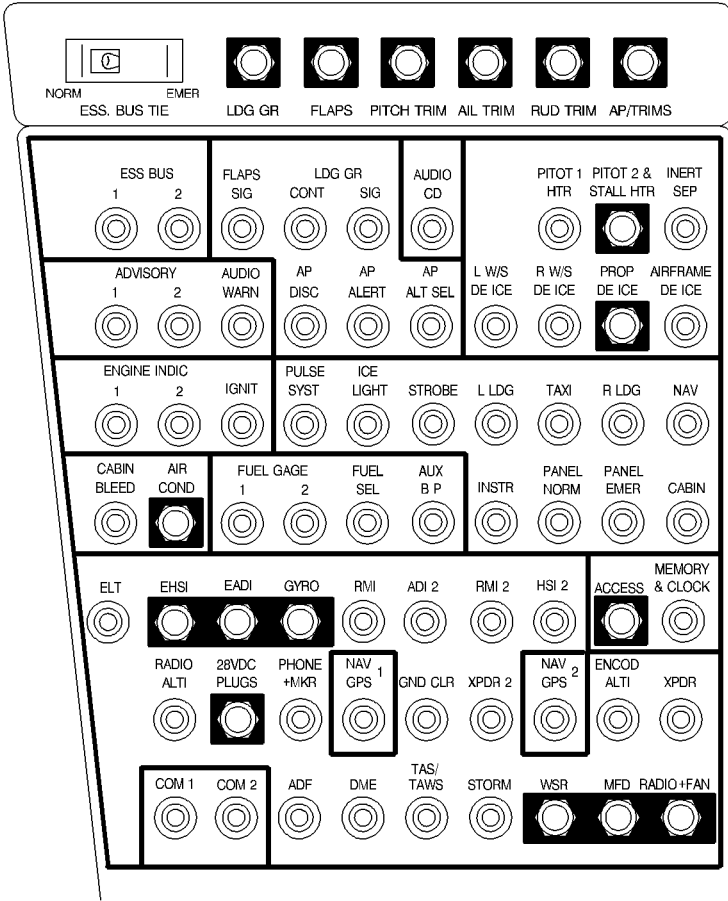 NORM EMER
ESS. BUS TIE LDG GR FLAPS PITCH TRIM AIL TRIM RUD TRIM AP/TRIMS
ESS BUS FLAPS LDG GR AUDIO PITOT 1 PITOT 2 & INERT
1 2 SIG CONT SIG CD HTR STALL HTR SEP
ADVISORY AUDIO AP AP AP L W/S R W/S PROP AIRFRAME
1 2 WARN DISC ALERT ALT SEL DE ICE DE ICE DE ICE DE ICE
ENGINE INDIC PULSE ICE
1 2 IGNIT SYST LIGHT STROBE L LDG TAXI R LDG NAV
CABIN AIR FUEL GAGE FUEL AUX PANEL PANEL
BLEED COND 1 2 SEL B P INSTR NORM EMER CABIN
MEMORY
ELT EHSI EADI GYRO RMI ADI 2 RMI 2 HSI 2 ACCESS & CLOCK
RADIO 28VDC PHONE NAV 1 NAV 2 ENCOD
ALTI PLUGS +MKR GPS GND CLR XPDR 2 GPS ALTI XPDR
TAS/
COM 1 COM 2 ADF DME TAWS STORM WSR MFD RADIO+FAN